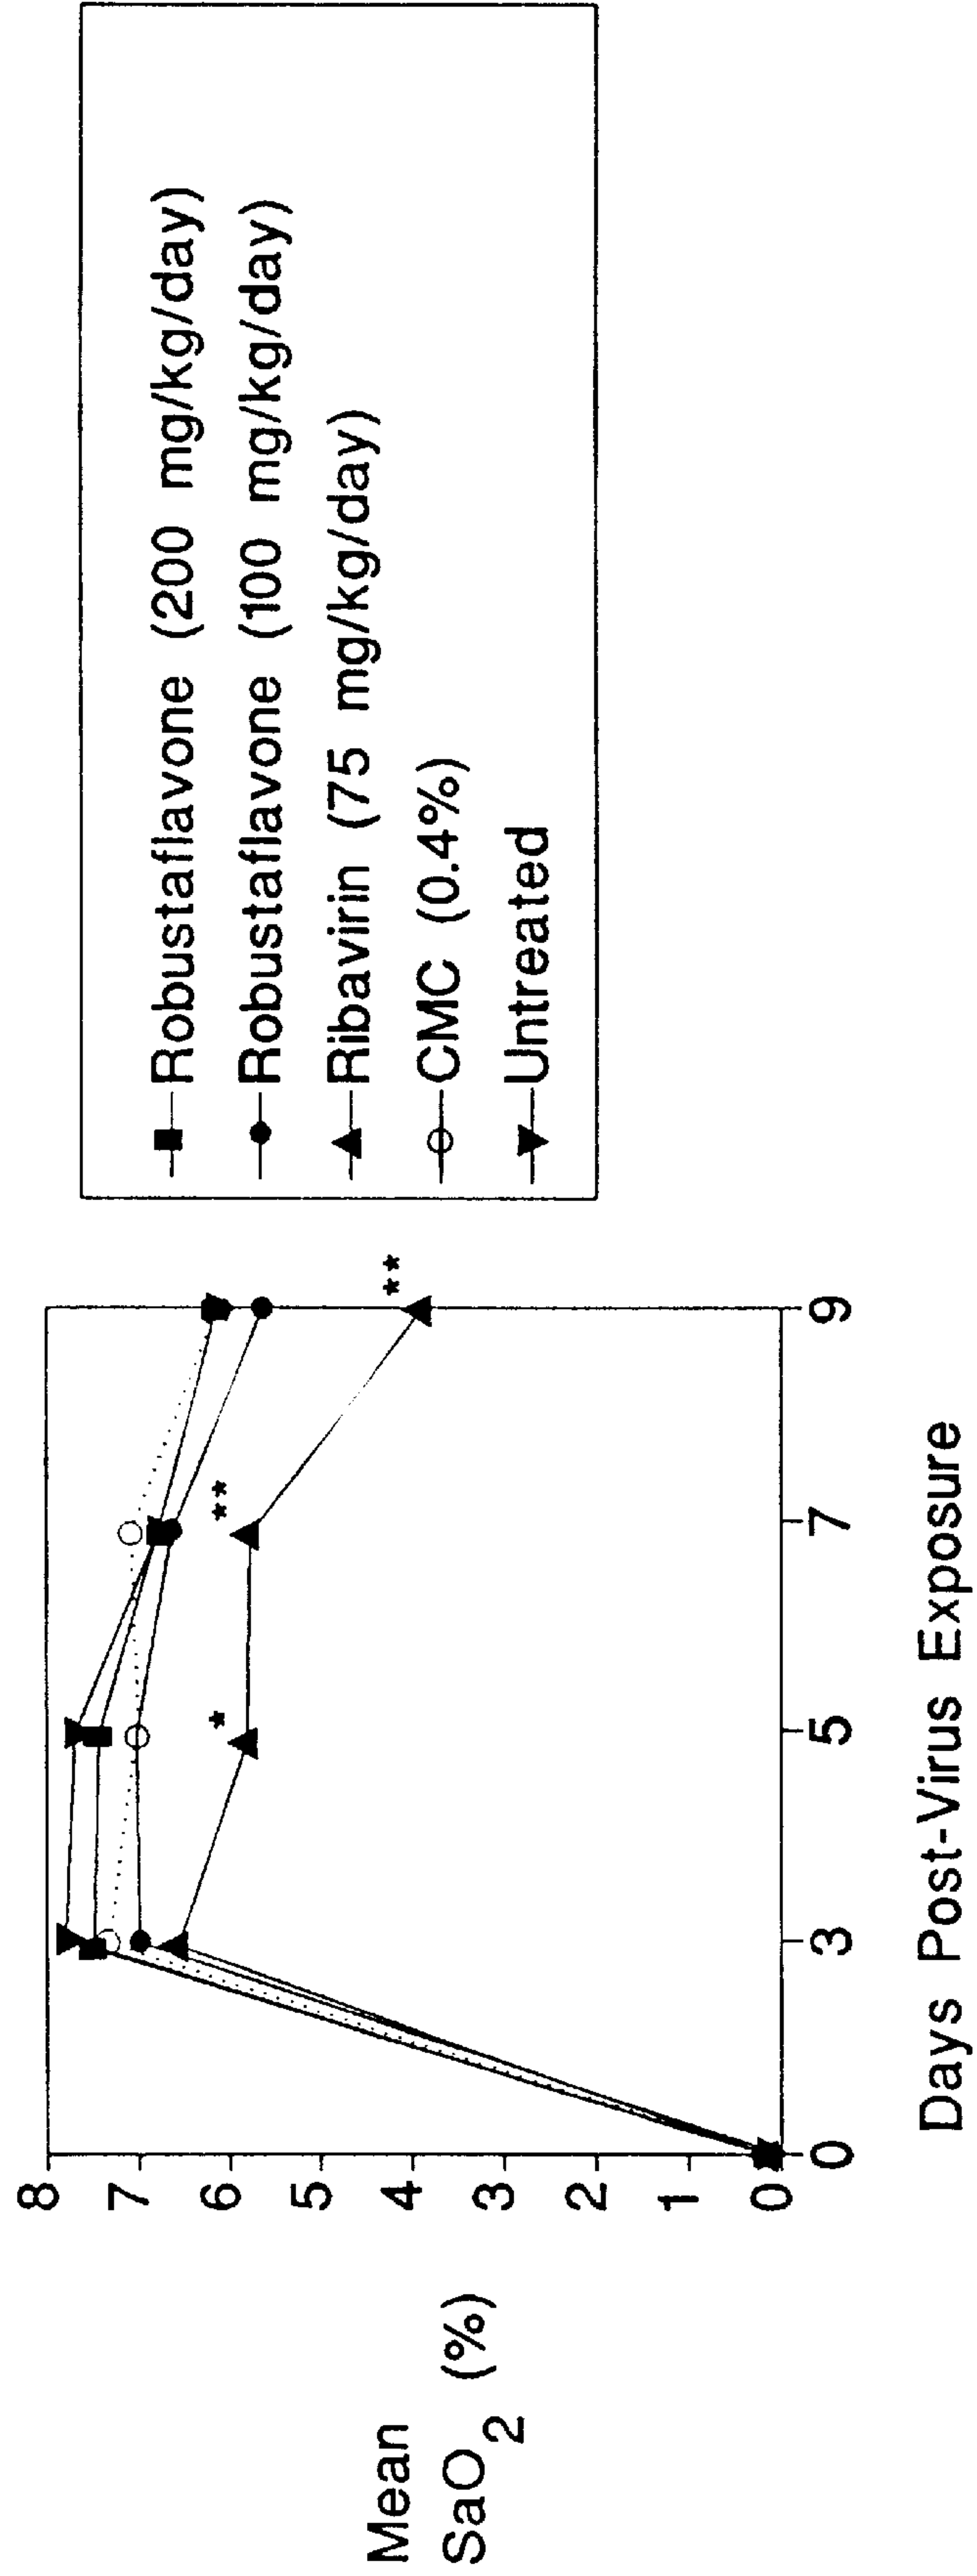 Mean
SaO2 (%)
8
7
6
5
4
3
2
1
0
0 3 5 7 9
Days Post-Virus Exposure
*
**
**
Robustaflavone (200 mg/kg/day)
Robustaflavone (100 mg/kg/day)
Ribavirin (75 mg/kg/day)
CMC (0.4%)
Untreated